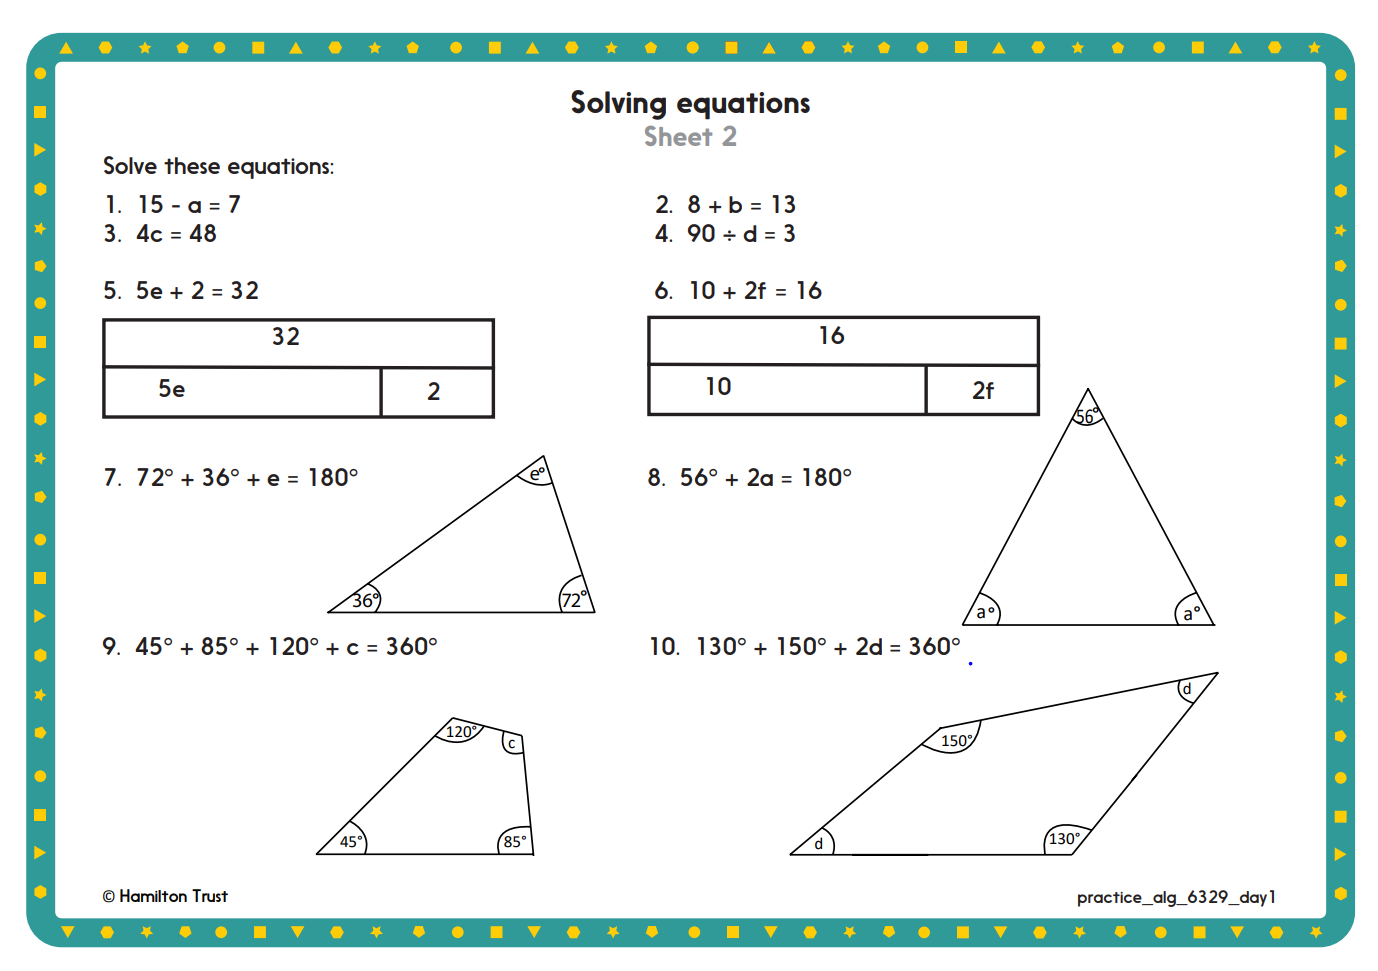 Solving equations
Sheet 2
Solve these equations:
1. 15 - a = 7
2. 8 + b = 13
3. 4c = 48
4. 90 ÷ d = 3
5. 5e + 2 = 32
6. 10 + 2f = 16
32
5e 2
16
10 2f
7. 72° + 36° + e = 180°
e°
36° 72°
8. 56° + 2a = 180°
56°
a° a°
9. 45° + 85° + 120° + c = 360°
120° c
45° 85°
10. 130° + 150° + 2d = 360°
d
150°
d 130°
© Hamilton Trust
practice_alg_6329_day1